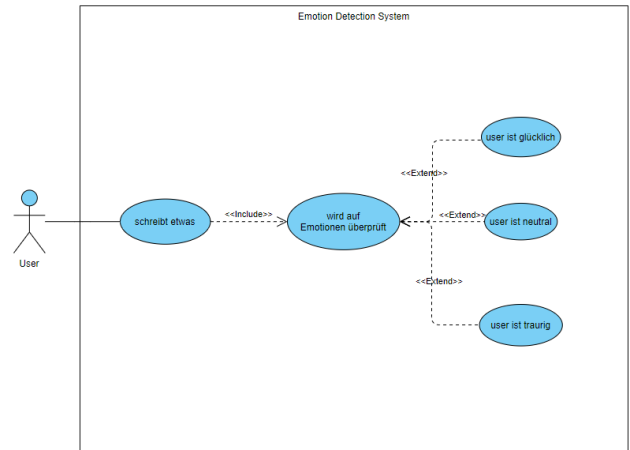 Emotion Detection System
user ist glücklich
<<Extend>>
schreibt etwas
<<Include>>
wird auf
Emotionen überprüft
<<Extend>>
user ist neutral
User
<<Extend>>
user ist traurig